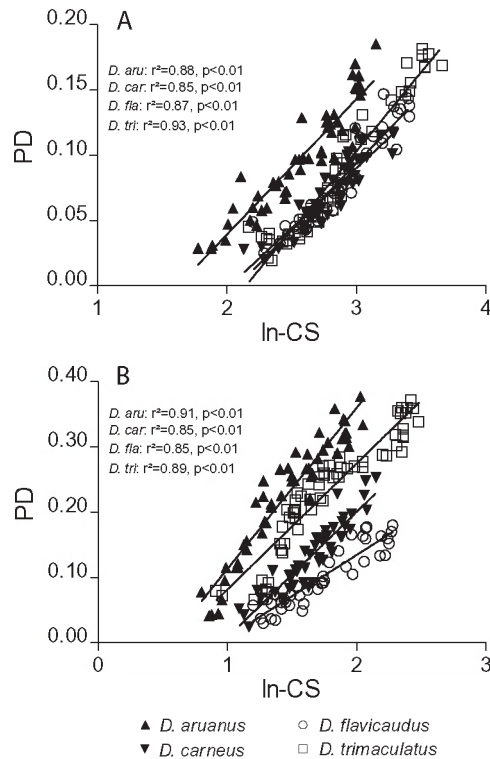 A
0.20
D. aru: r²=0.88, p<0.01
D. car: r²=0.85, p<0.01
D. fla: r²=0.87, p<0.01
D. tri: r²=0.93, p<0.01
0.15
PD
0.10
0.05
0.00
1 2 3 4
ln-CS
B
0.40
D. aru: r²=0.91, p<0.01
D. car: r²=0.85, p<0.01
D. fla: r²=0.85, p<0.01
D. tri: r²=0.89, p<0.01
0.30
PD
0.20
0.10
0.00
0 1 2 3
ln-CS
D. aruanus D. flavicaudus
D. carneus D. trimaculatus